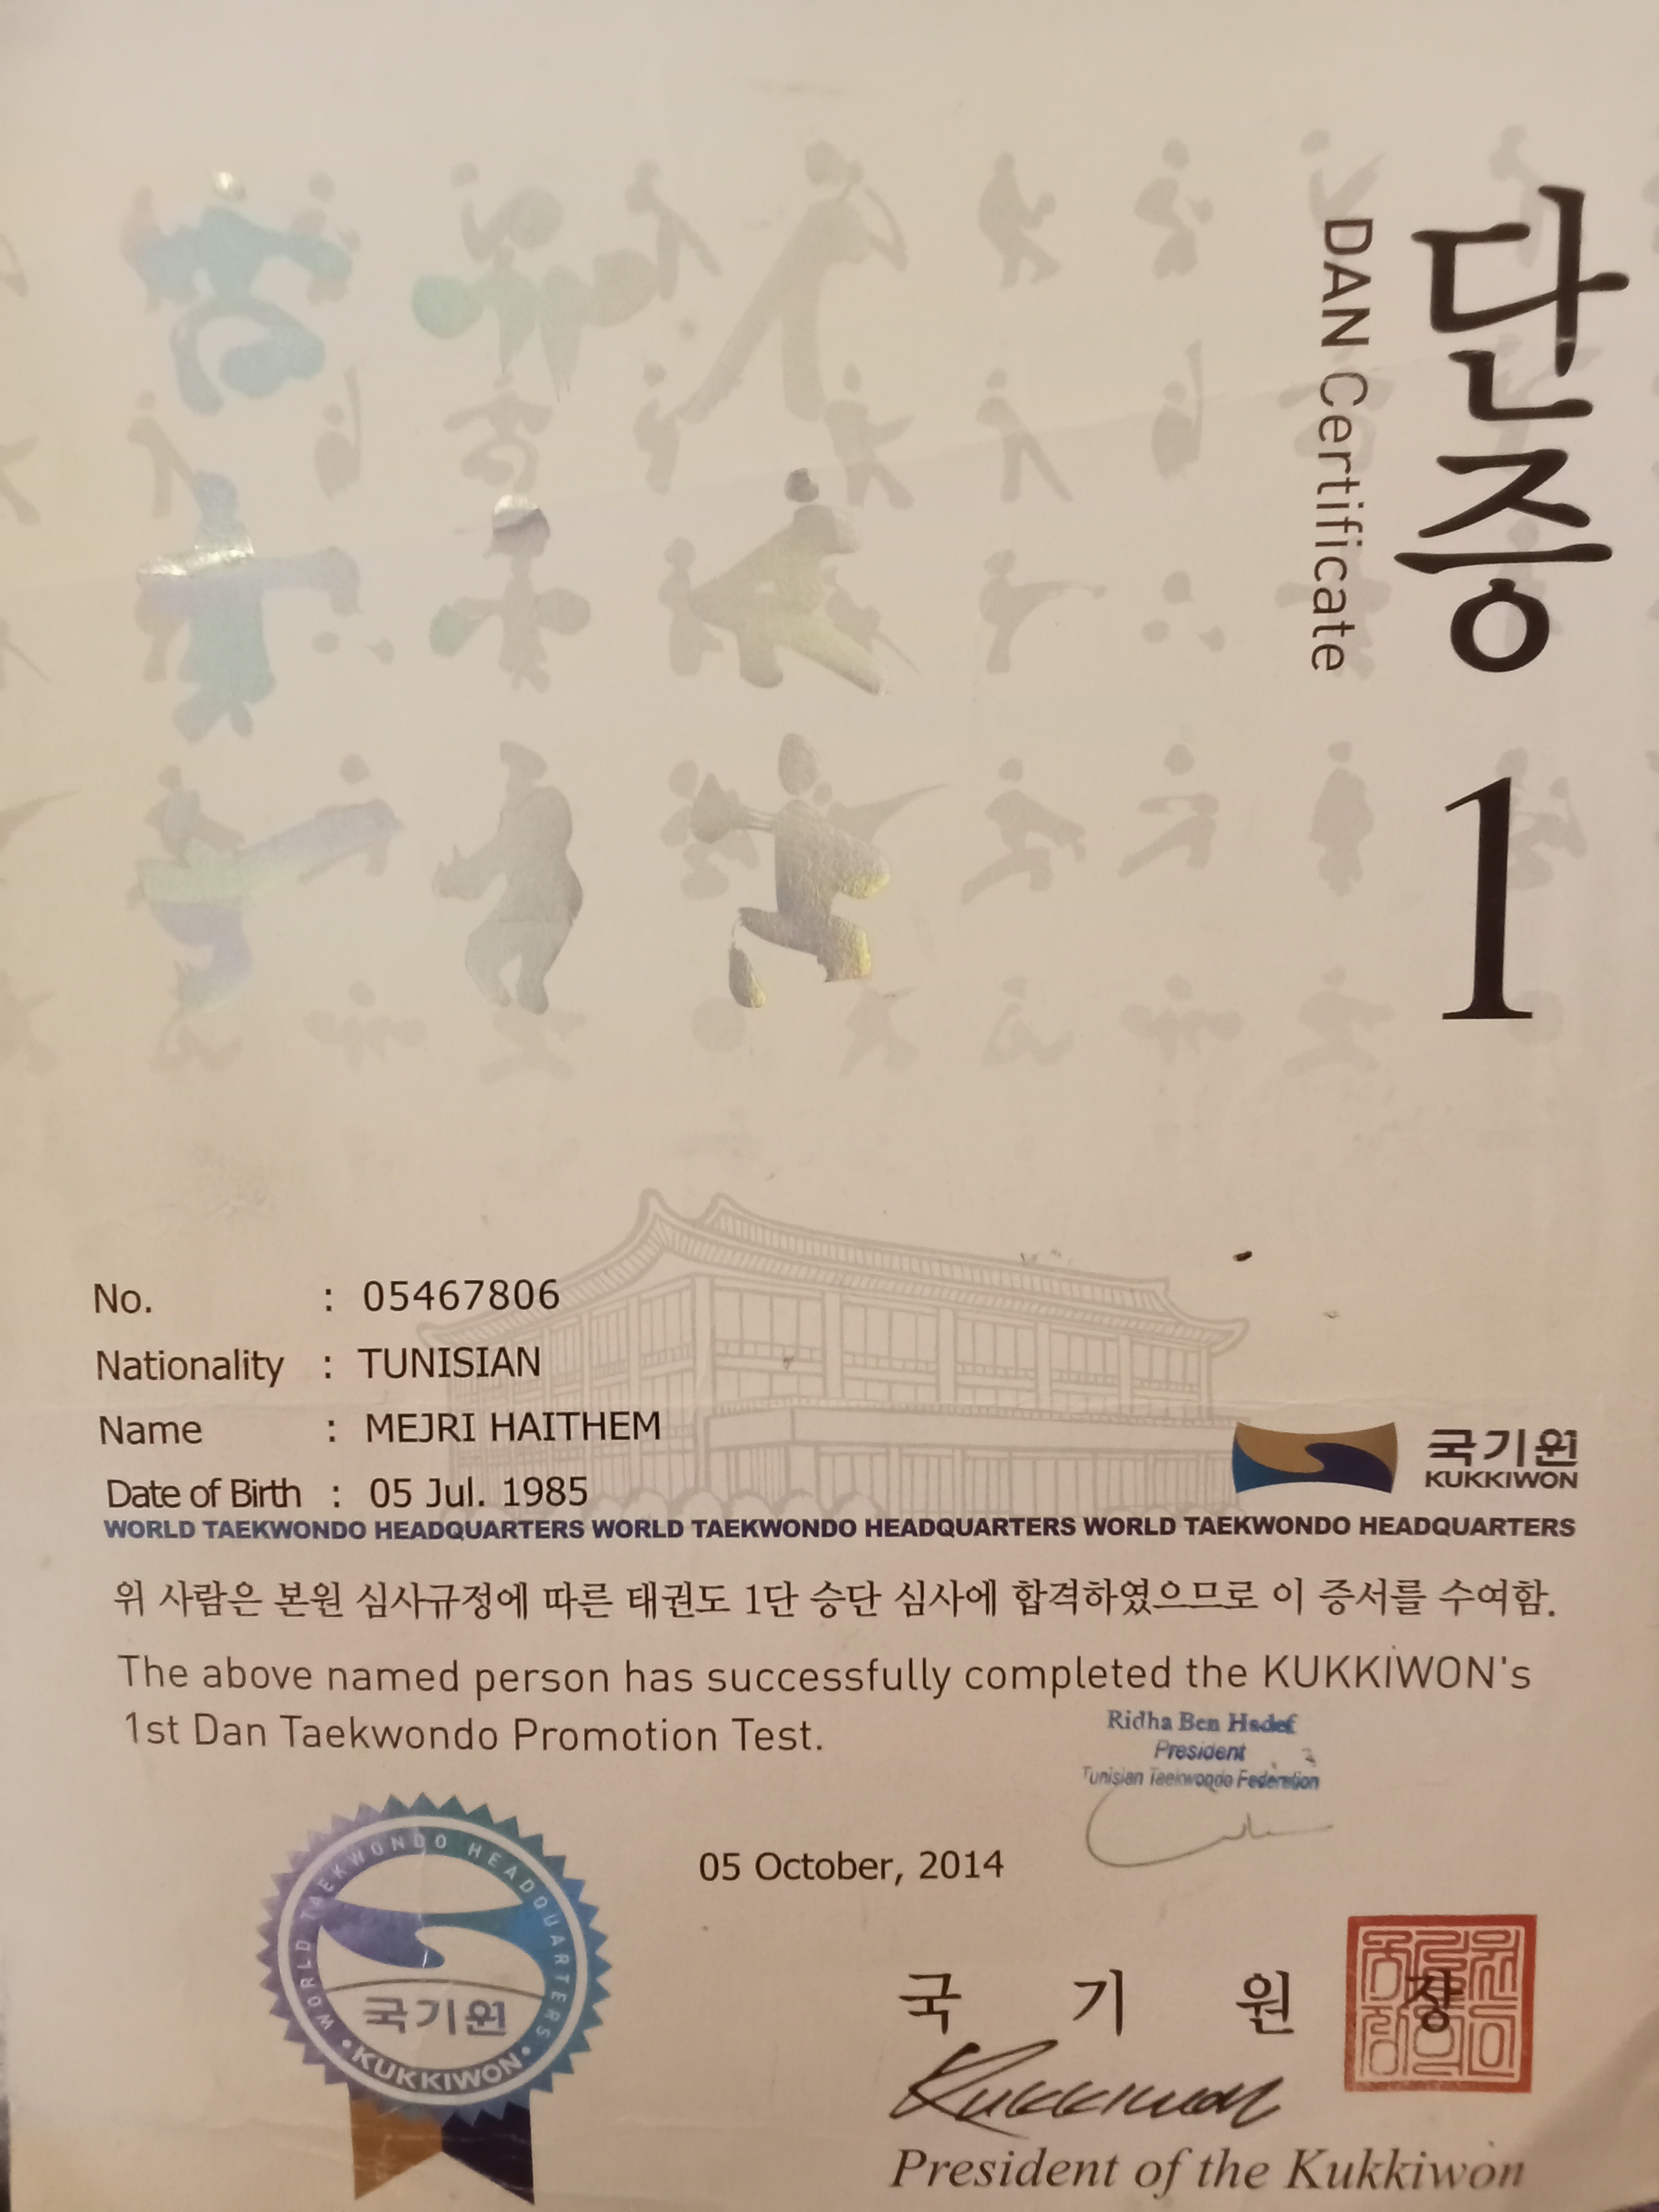 단증 1
DAN Certificate
No. : 05467806
Nationality : TUNISIAN
Name : MEJRI HAITHEM
Date of Birth : 05 Jul. 1985
국기원
KUKKIWON
WORLD TAEKWONDO HEADQUARTERS WORLD TAEKWONDO HEADQUARTERS WORLD TAEKWONDO HEADQUARTERS
위 사람은 본원 심사규정에 따른 태권도 1단 승단 심사에 합격하였으므로 이 증서를 수여함.
The above named person has successfully completed the KUKKIWON's
1st Dan Taekwondo Promotion Test.
Ridha Ben
President
Tunisian Taekwondo Federation
05 October, 2014
WORLD TAEKWONDO HEADQUARTERS
국기원
• KUKKIWON •
국 기 원 장
Kukkiwon
President of the Kukkiwon